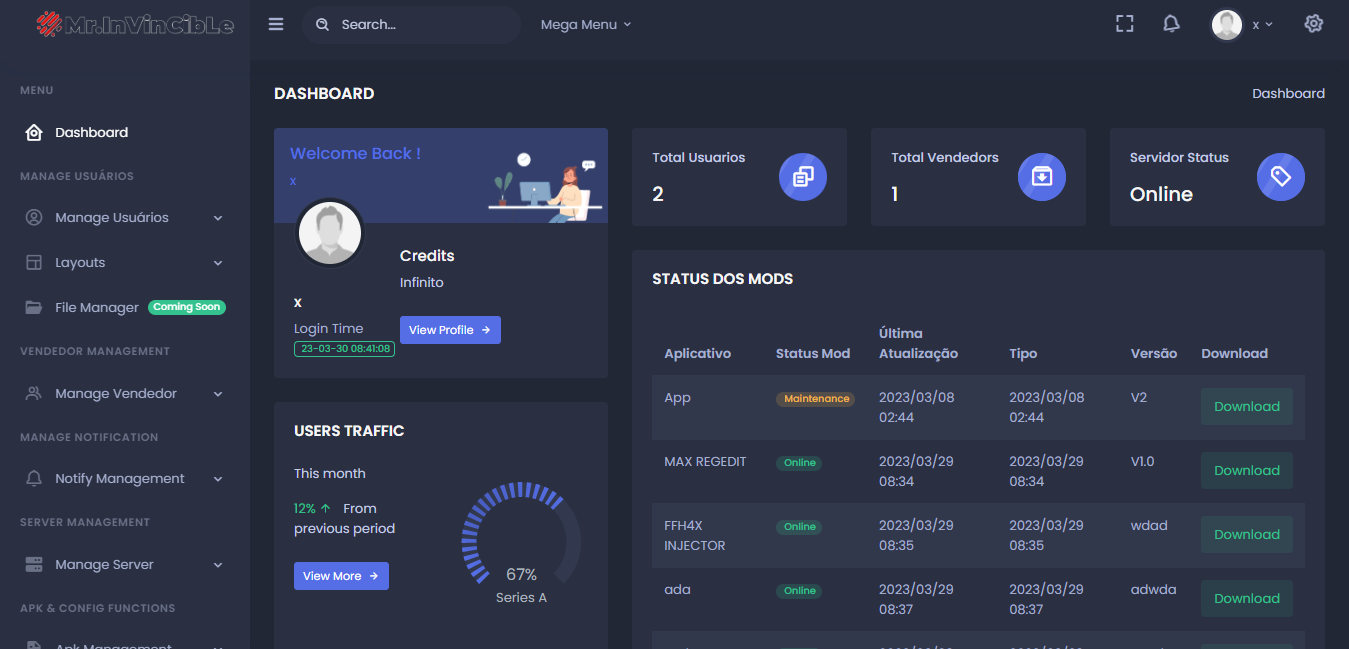 Mr.InVinCibLe
Search...
Mega Menu
x
MENU
Dashboard
MANAGE USUÁRIOS
Manage Usuários
Layouts
File Manager Coming Soon
VENDEDOR MANAGEMENT
Manage Vendedor
MANAGE NOTIFICATION
Notify Management
SERVER MANAGEMENT
Manage Server
APK & CONFIG FUNCTIONS
Apk Management
DASHBOARD
Dashboard
Welcome Back !
x
Credits
Infinito
x
Login Time
23-03-30 08:41:08
View Profile →
Total Usuarios
2
Total Vendedors
1
Servidor Status
Online
USERS TRAFFIC
This month
12% ↑ From
previous period
View More →
67%
Series A
STATUS DOS MODS
Aplicativo Status Mod Última Atualização Tipo Versão Download
App Maintenance 2023/03/08 02:44 2023/03/08 02:44 V2 Download
MAX REGEDIT Online 2023/03/29 08:34 2023/03/29 08:34 V1.0 Download
FFH4X INJECTOR Online 2023/03/29 08:35 2023/03/29 08:35 wdad Download
ada Online 2023/03/29 08:37 2023/03/29 08:37 adwda Download